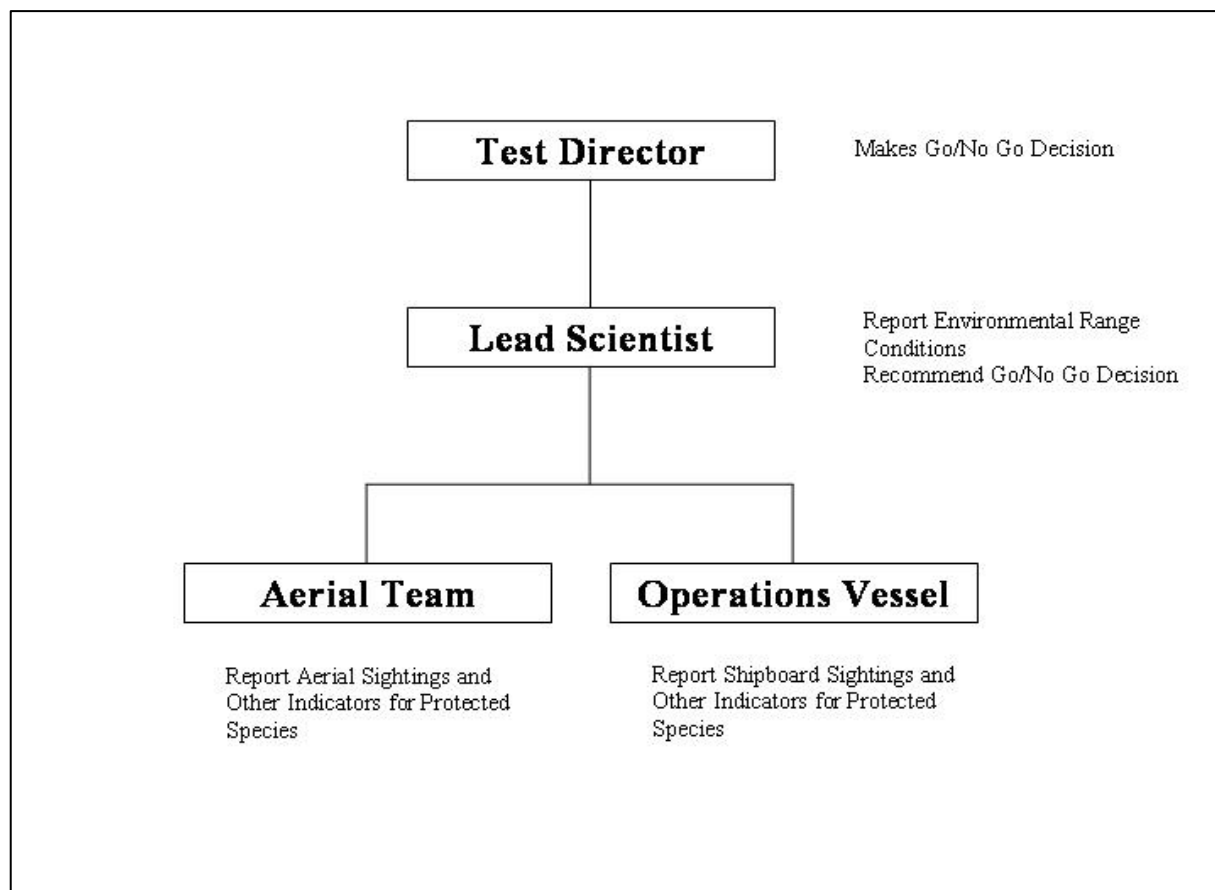 Test Director
Makes Go/No Go Decision
Lead Scientist
Report Environmental Range
Conditions
Recommend Go/No Go Decision
Aerial Team
Operations Vessel
Report Aerial Sightings and
Other Indicators for Protected
Species
Report Shipboard Sightings and
Other Indicators for Protected
Species